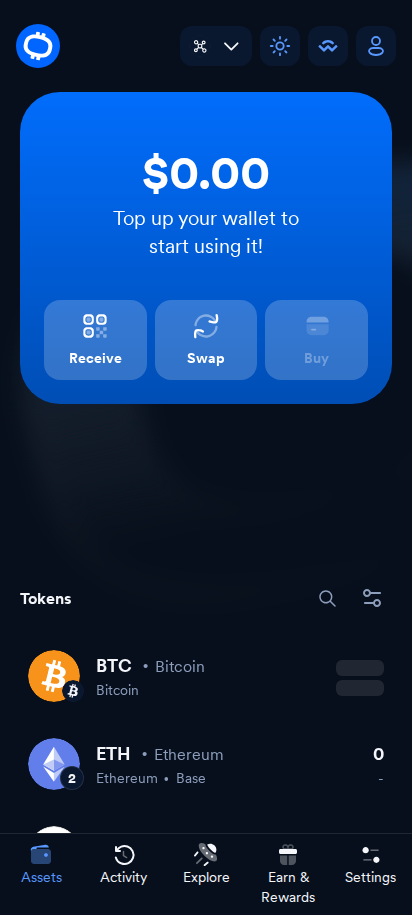 $0.00
Top up your wallet to
start using it!
Receive Swap Buy
Tokens
BTC • Bitcoin
Bitcoin
ETH • Ethereum 0
2 Ethereum • Base -
Assets Activity Explore Earn & Settings
Rewards